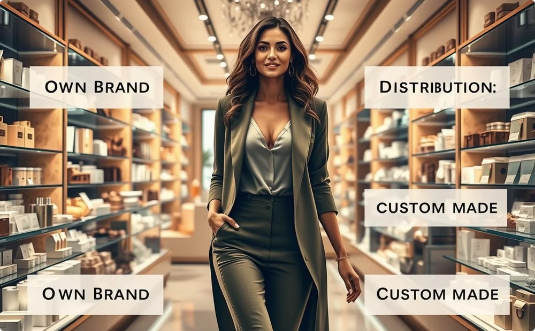 Own Brand
Distribution:
custom made
Own Brand
Custom made